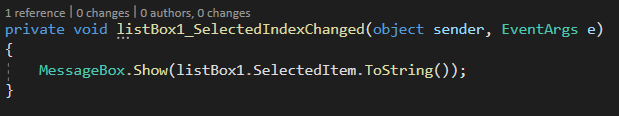 1 reference | 0 changes | 0 authors, 0 changes
private void listBox1_SelectedIndexChanged(object sender, EventArgs e)
{
MessageBox.Show(listBox1.SelectedItem.ToString());
}